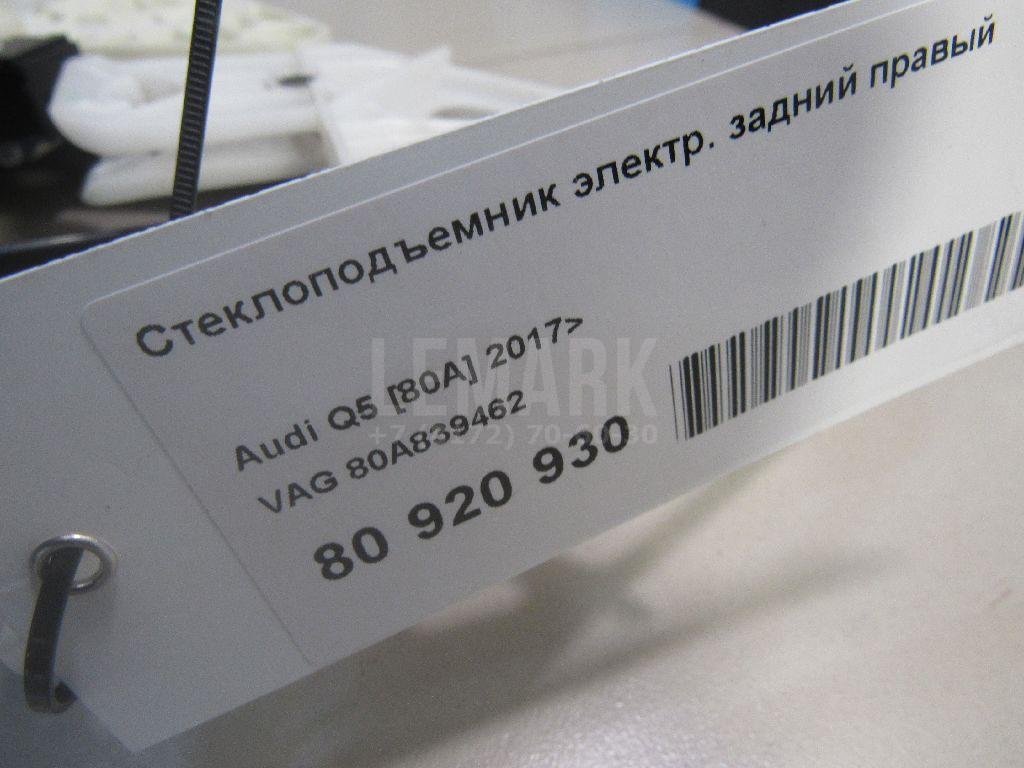 Стеклоподъемник электр. задний правый
Audi Q5 [80A] 2017>
VAG 80A839462
80 920 930
LEMARK